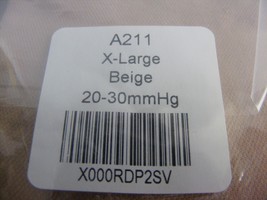 A211
X-Large
Beige
20-30mmHg
X000RDP2SV